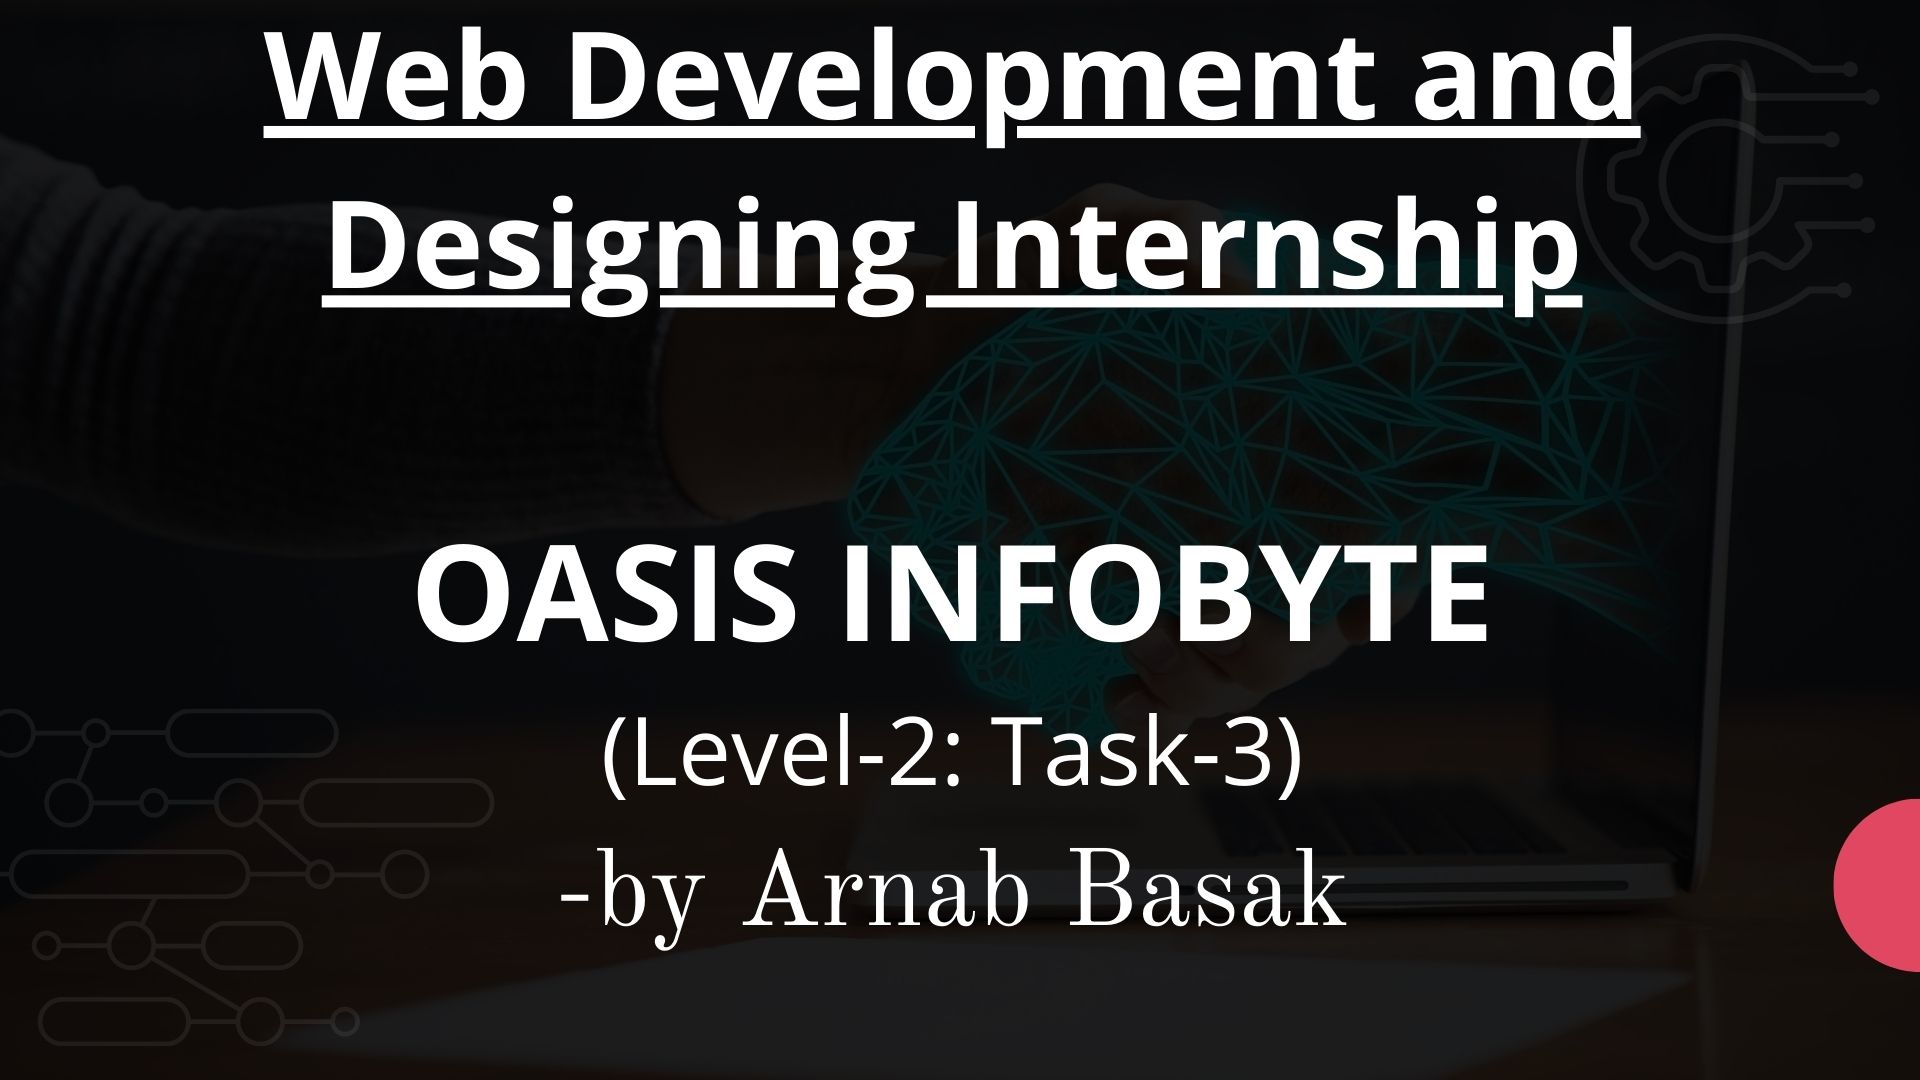 Web Development and
Designing Internship
OASIS INFOBYTE
(Level-2: Task-3)
-by Arnab Basak